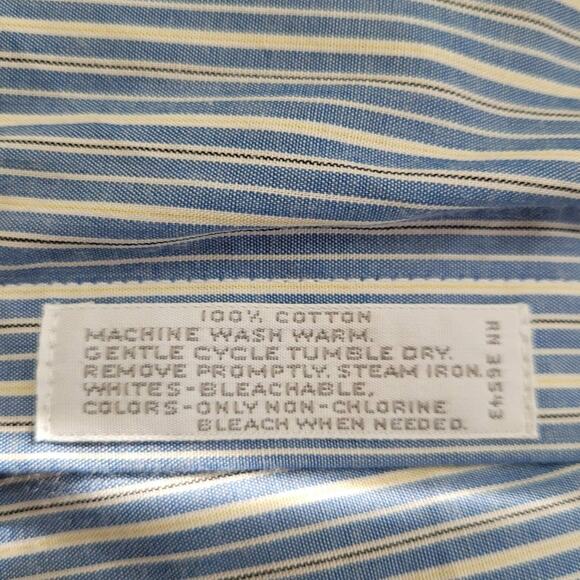 100% COTTON
MACHINE WASH WARM.
GENTLE CYCLE TUMBLE DRY.
REMOVE PROMPTLY. STEAM IRON.
WHITES-BLEACHABLE,
COLORS-ONLY NON-CHLORINE
BLEACH WHEN NEEDED.
RN 36543